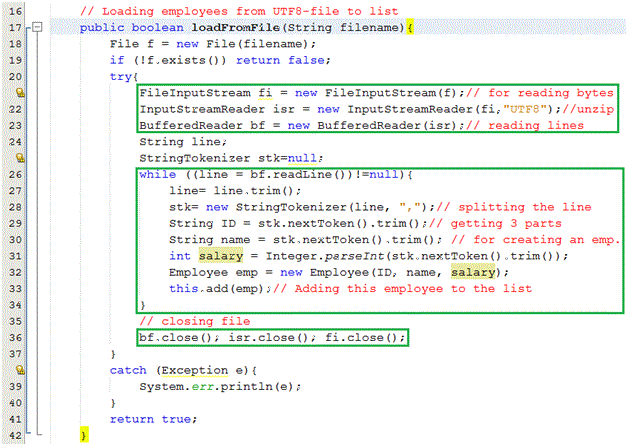 16 // Loading employees from UTF8-file to list
17 public boolean loadFromFile(String filename){
18 File f = new File(filename);
19 if (!f.exists()) return false;
20 try{
FileInputStream fi = new FileInputStream(f);// for reading bytes
22 InputStreamReader isr = new InputStreamReader(fi,"UTF8");//unzip
23 BufferedReader bf = new BufferedReader(isr);// reading lines
24 String line;
StringTokenizer stk=null;
26 while ((line = bf.readLine())!=null){
27 line= line.trim();
28 stk= new StringTokenizer(line, ",");// splitting the line
29 String ID = stk.nextToken().trim();// getting 3 parts
30 String name = stk.nextToken().trim(); // for creating an emp.
31 int salary = Integer.parseInt(stk.nextToken().trim());
32 Employee emp = new Employee(ID, name, salary);
33 this.add(emp);// Adding this employee to the list
34 }
35 // closing file
36 bf.close(); isr.close(); fi.close();
37 }
catch (Exception e){
39 System.err.println(e);
40 }
41 return true;
42 }